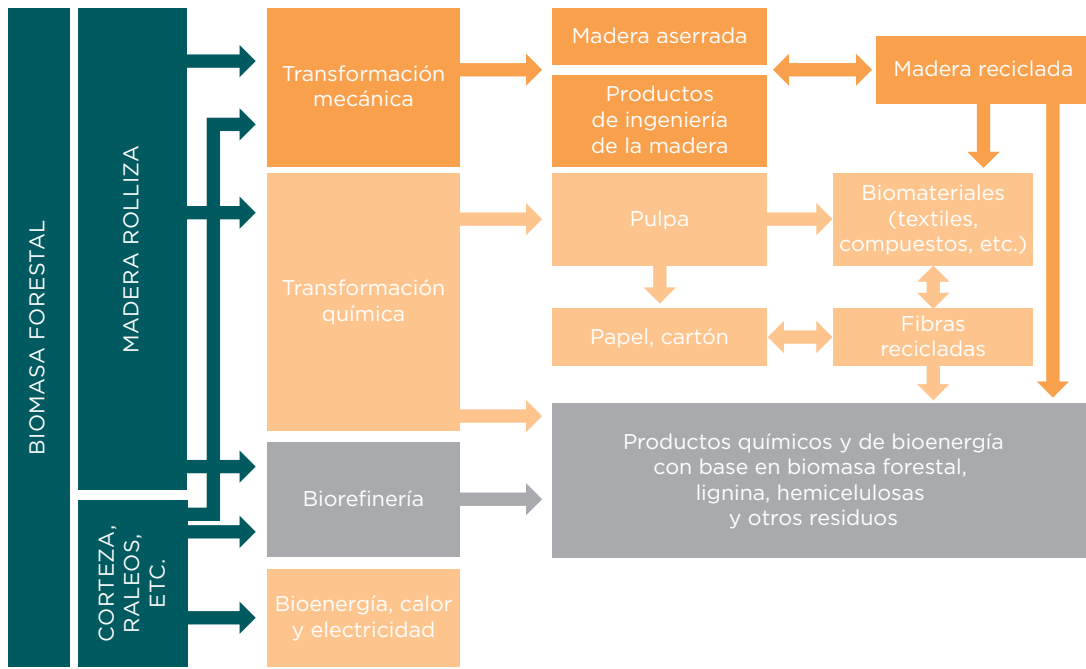 BIOMASA FORESTAL
MADERA ROLLIZA
CORTEZA,
RALEOS,
ETC.
Transformación
mecánica
Transformación
química
Biorefinería
Bioenergía, calor
y electricidad
Madera aserrada
Productos
de ingeniería
de la madera
Pulpa
Papel, cartón
Madera reciclada
Biomateriales
(textiles,
compuestos, etc.)
Fibras
recicladas
Productos químicos y de bioenergía
con base en biomasa forestal,
lignina, hemicelulosas
y otros residuos